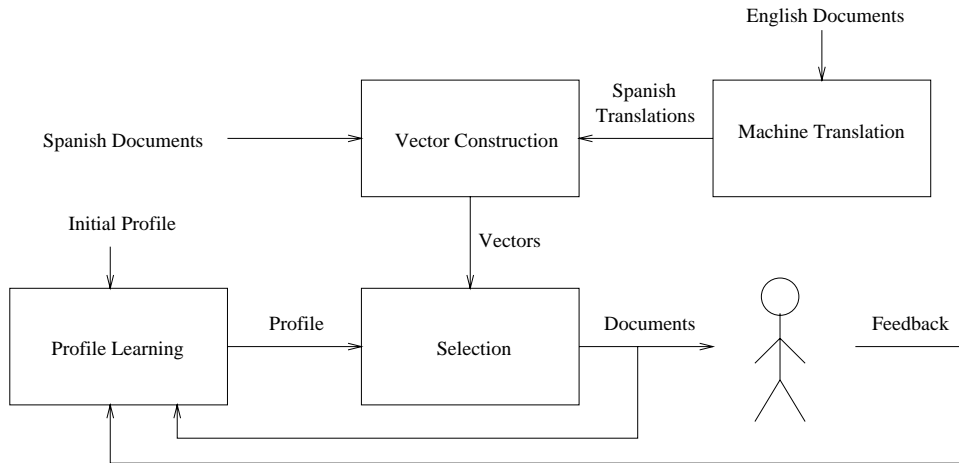 English Documents
Spanish
Translations
Spanish Documents
Vector Construction
Machine Translation
Initial Profile
Vectors
Profile
Documents
Feedback
Profile Learning
Selection